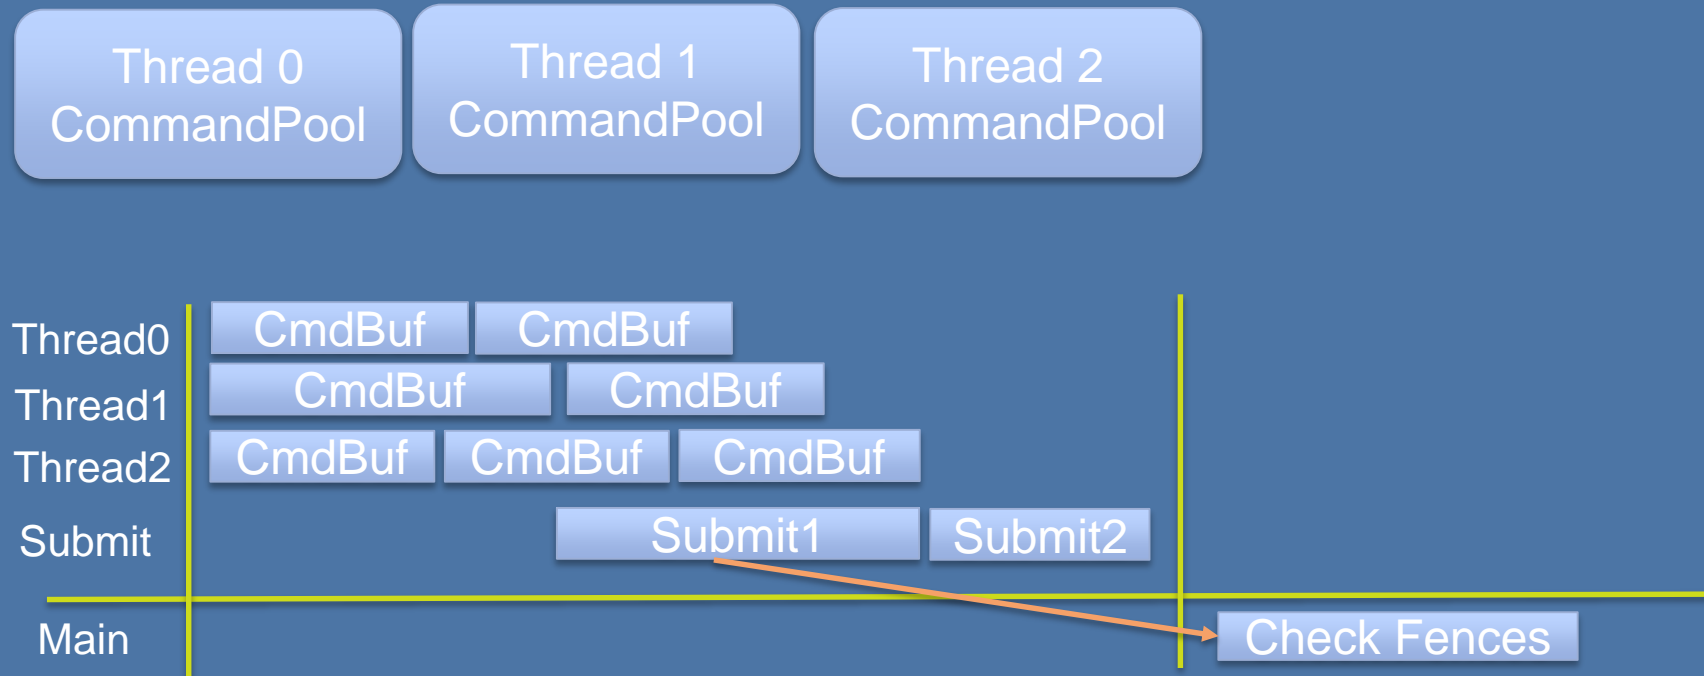 Thread 0
CommandPool
Thread 1
CommandPool
Thread 2
CommandPool
Thread0
CmdBuf
CmdBuf
Thread1
CmdBuf
CmdBuf
Thread2
CmdBuf
CmdBuf
CmdBuf
Submit
Submit1
Submit2
Main
Check Fences